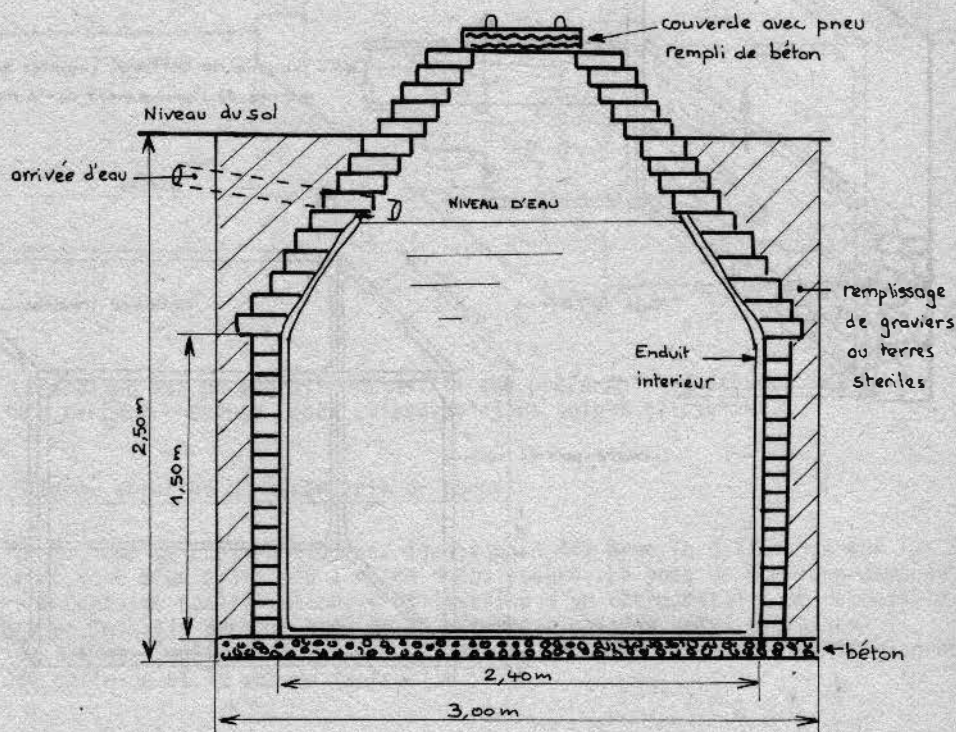 couvercle avec pneu
rempli de béton
Niveau du sol
arrivée d'eau
NIVEAU D'EAU
remplissage
de graviers
ou terres
steriles
Enduit
interieur
2,50m
1,50m
béton
2,40m
3,00m